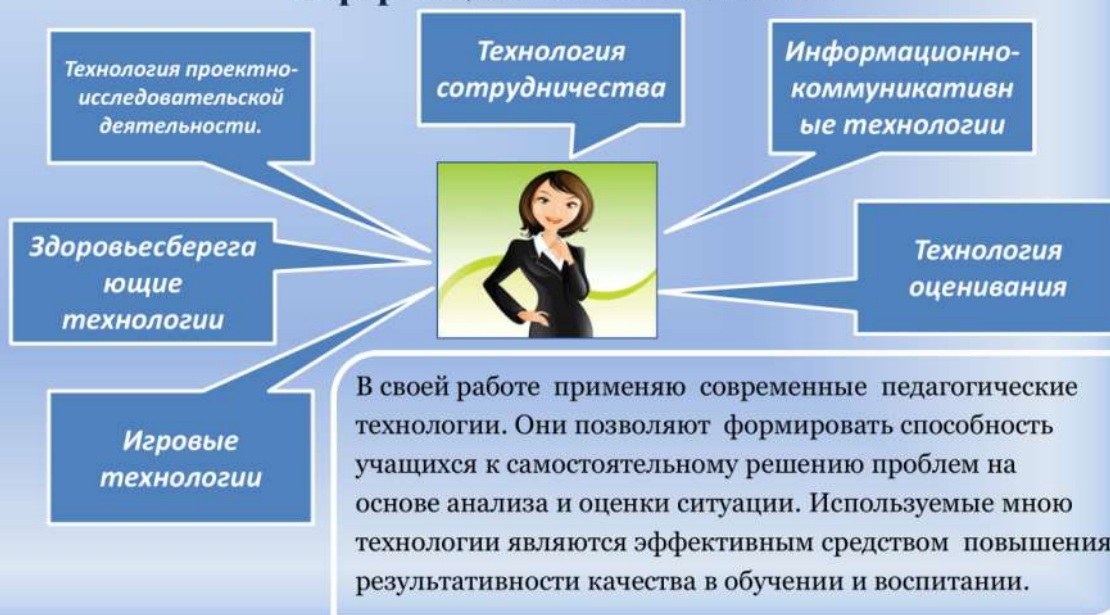 Технология проектно-
исследовательской
деятельности.
Технология
сотрудничества
Информационно-
коммуникативн
ые технологии
Здоровьесберега
ющие
технологии
Технология
оценивания
Игровые
технологии
В своей работе применяю современные педагогические
технологии. Они позволяют формировать способность
учащихся к самостоятельному решению проблем на
основе анализа и оценки ситуации. Используемые мною
технологии являются эффективным средством повышения
результативности качества в обучении и воспитании.